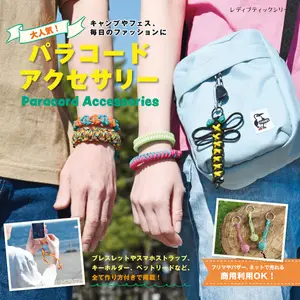 レディブティックシリーズ
大人気!
キャンプやフェス、
毎日のファッションに
パラコード
アクセサリー
Paracord Accessories
ブレスレットやスマホストラップ、
キーホルダー、ペットリードなど、
全て作り方付きで掲載!
フリマやバザー、ネットで売れる
商用利用OK!